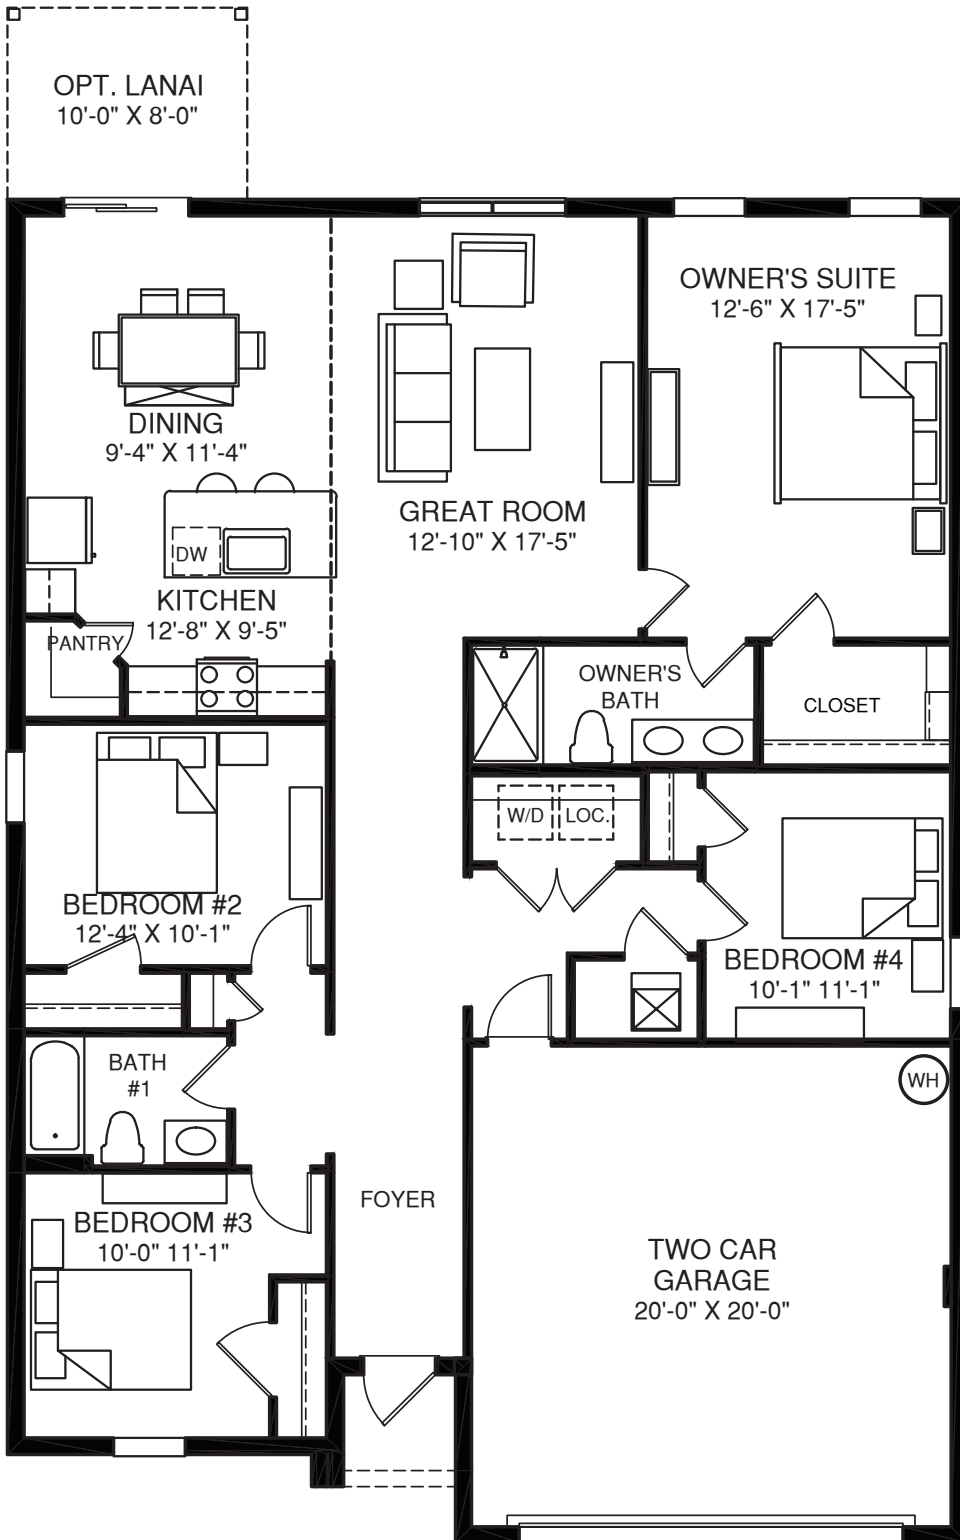 OPT. LANAI
10'-0" X 8'-0"
OWNER'S SUITE
12'-6" X 17'-5"
DINING
9'-4" X 11'-4"
GREAT ROOM
12'-10" X 17'-5"
DW
KITCHEN
12'-8" X 9'-5"
PANTRY
OWNER'S
BATH
CLOSET
W/D
LOC.
BEDROOM #2
12'-4" X 10'-1"
BEDROOM #4
10'-1" 11'-1"
BATH
#1
WH
FOYER
BEDROOM #3
10'-0" 11'-1"
TWO CAR
GARAGE
20'-0" X 20'-0"